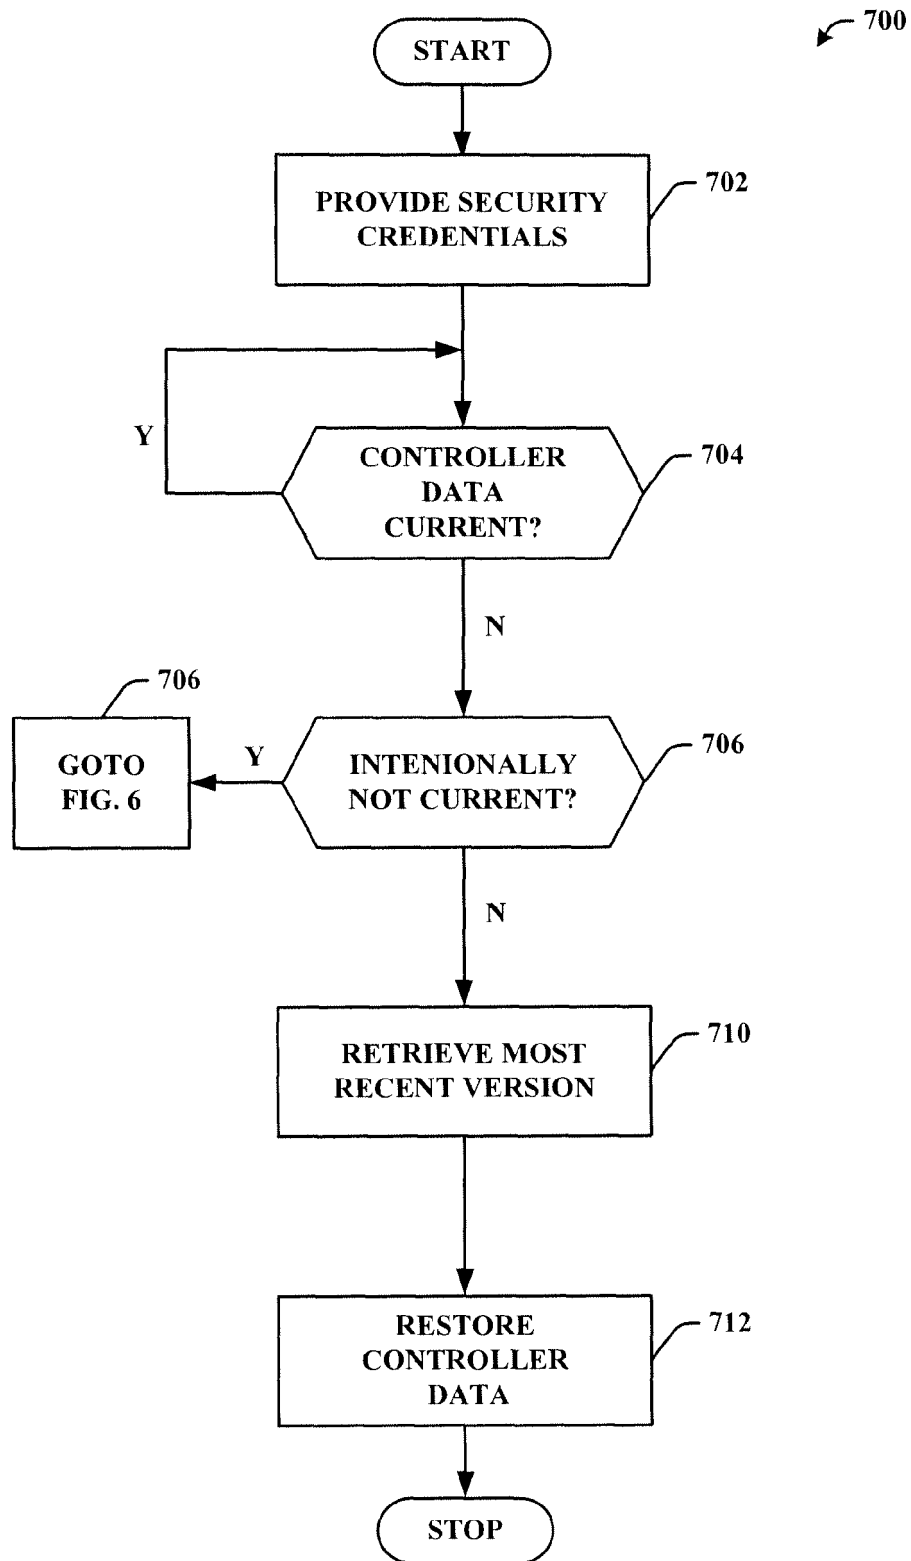 700
START
PROVIDE SECURITY
CREDENTIALS
702
Y
CONTROLLER
DATA
CURRENT?
704
N
706
GOTO
FIG. 6
Y
INTENIONALLY
NOT CURRENT?
706
N
RETRIEVE MOST
RECENT VERSION
710
RESTORE
CONTROLLER
DATA
712
STOP